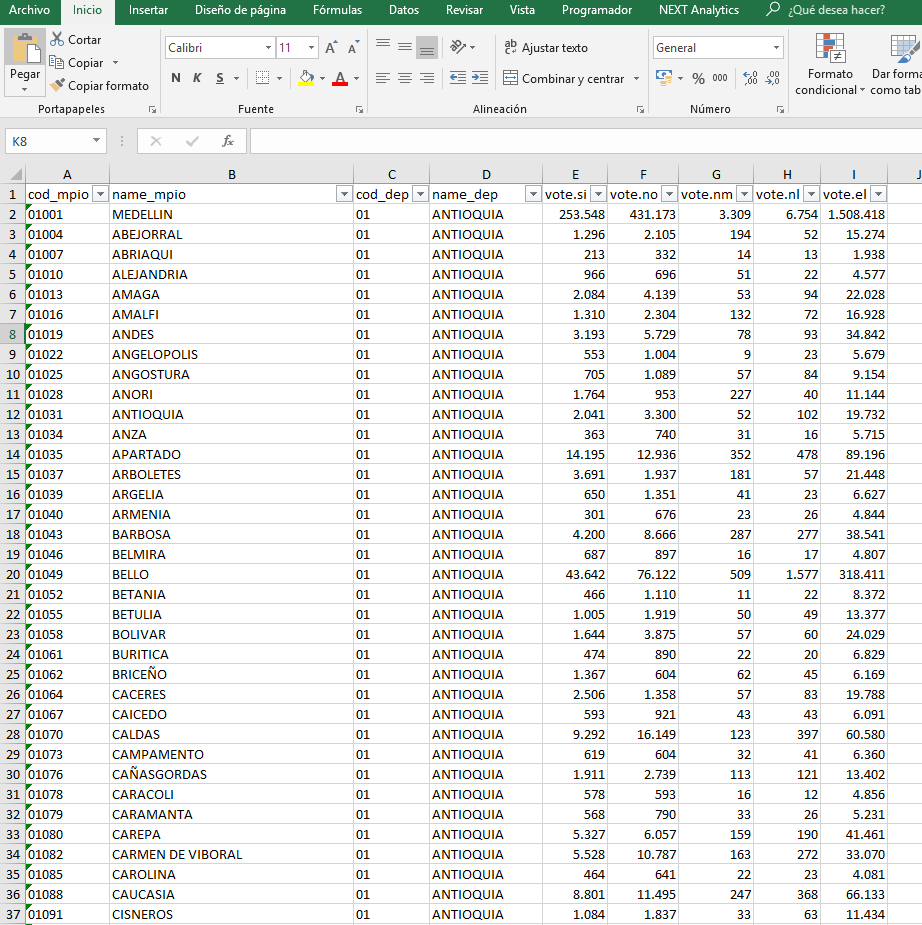 Archivo Inicio Insertar Diseño de página Fórmulas Datos Revisar Vista Programador NEXT Analytics ¿Qué desea hacer?
Pegar Cortar Copiar Copiar formato
Portapapeles
Calibri 11
N K S A
Fuente
Ajustar texto
Combinar y centrar
Alineación
General
% 000
Número
Formato condicional
Dar forma como tab
K8 fx
A B C D E F G H I J
1 cod_mpio name_mpio cod_dep name_dep vote.si vote.no vote.nm vote.nl vote.el
2 01001 MEDELLIN 01 ANTIOQUIA 253.548 431.173 3.309 6.754 1.508.418
3 01004 ABEJORRAL 01 ANTIOQUIA 1.296 2.105 194 52 15.274
4 01007 ABRIAQUI 01 ANTIOQUIA 213 332 14 13 1.938
5 01010 ALEJANDRIA 01 ANTIOQUIA 966 696 51 22 4.577
6 01013 AMAGA 01 ANTIOQUIA 2.084 4.139 53 94 22.028
7 01016 AMALFI 01 ANTIOQUIA 1.310 2.304 132 72 16.928
8 01019 ANDES 01 ANTIOQUIA 3.193 5.729 78 93 34.842
9 01022 ANGELOPOLIS 01 ANTIOQUIA 553 1.004 9 23 5.679
10 01025 ANGOSTURA 01 ANTIOQUIA 705 1.089 57 84 9.154
11 01028 ANORI 01 ANTIOQUIA 1.764 953 227 40 11.144
12 01031 ANTIOQUIA 01 ANTIOQUIA 2.041 3.300 52 102 19.732
13 01034 ANZA 01 ANTIOQUIA 363 740 31 16 5.715
14 01035 APARTADO 01 ANTIOQUIA 14.195 12.936 352 478 89.196
15 01037 ARBOLETES 01 ANTIOQUIA 3.691 1.937 181 57 21.448
16 01039 ARGELIA 01 ANTIOQUIA 650 1.351 41 23 6.627
17 01040 ARMENIA 01 ANTIOQUIA 301 676 23 26 4.844
18 01043 BARBOSA 01 ANTIOQUIA 4.200 8.666 287 277 38.541
19 01046 BELMIRA 01 ANTIOQUIA 687 897 16 17 4.807
20 01049 BELLO 01 ANTIOQUIA 43.642 76.122 509 1.577 318.411
21 01052 BETANIA 01 ANTIOQUIA 466 1.110 11 22 8.372
22 01055 BETULIA 01 ANTIOQUIA 1.005 1.919 50 49 13.377
23 01058 BOLIVAR 01 ANTIOQUIA 1.644 3.875 57 60 24.029
24 01061 BURITICA 01 ANTIOQUIA 474 890 22 20 6.829
25 01062 BRICEÑO 01 ANTIOQUIA 1.367 604 62 45 6.169
26 01064 CACERES 01 ANTIOQUIA 2.506 1.358 57 83 19.788
27 01067 CAICEDO 01 ANTIOQUIA 593 921 43 43 6.091
28 01070 CALDAS 01 ANTIOQUIA 9.292 16.149 123 397 60.580
29 01073 CAMPAMENTO 01 ANTIOQUIA 619 604 32 41 6.360
30 01076 CAÑASGORDAS 01 ANTIOQUIA 1.911 2.739 113 121 13.402
31 01078 CARACOLI 01 ANTIOQUIA 578 593 16 12 4.856
32 01079 CARAMANTA 01 ANTIOQUIA 568 790 33 26 5.231
33 01080 CAREPA 01 ANTIOQUIA 5.327 6.057 159 190 41.461
34 01082 CARMEN DE VIBORAL 01 ANTIOQUIA 5.528 10.787 163 272 33.070
35 01085 CAROLINA 01 ANTIOQUIA 464 641 22 23 4.081
36 01088 CAUCASIA 01 ANTIOQUIA 8.801 11.495 247 368 66.133
37 01091 CISNEROS 01 ANTIOQUIA 1.084 1.837 33 63 11.434